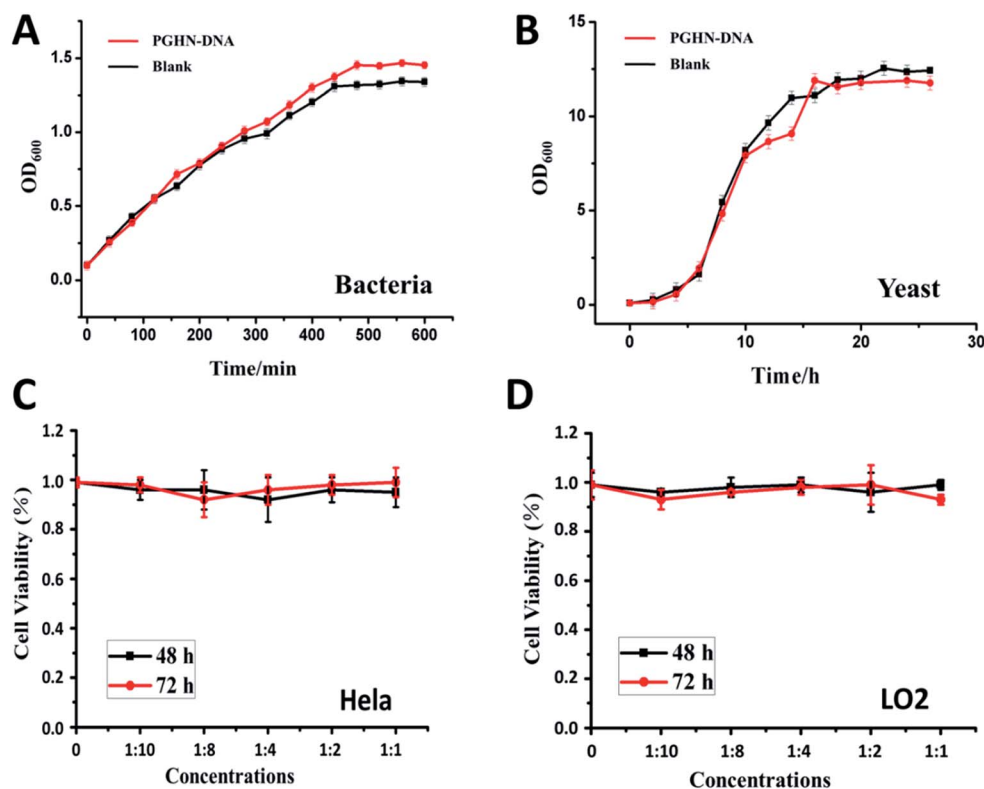 A
PGHN-DNA
Blank
1.5
1.0
0.5
0.0
OD600
Bacteria
0 100 200 300 400 500 600
Time/min
B
PGHN-DNA
Blank
15
10
5
0
OD600
Yeast
0 10 20 30
Time/h
C
1.2
1.0
0.8
0.6
0.4
0.2
0.0
Cell Viability (%)
48 h
72 h
Hela
0 1:10 1:8 1:4 1:2 1:1
Concentrations
D
1.2
1.0
0.8
0.6
0.4
0.2
0.0
Cell Viability (%)
48 h
72 h
LO2
0 1:10 1:8 1:4 1:2 1:1
Concentrations